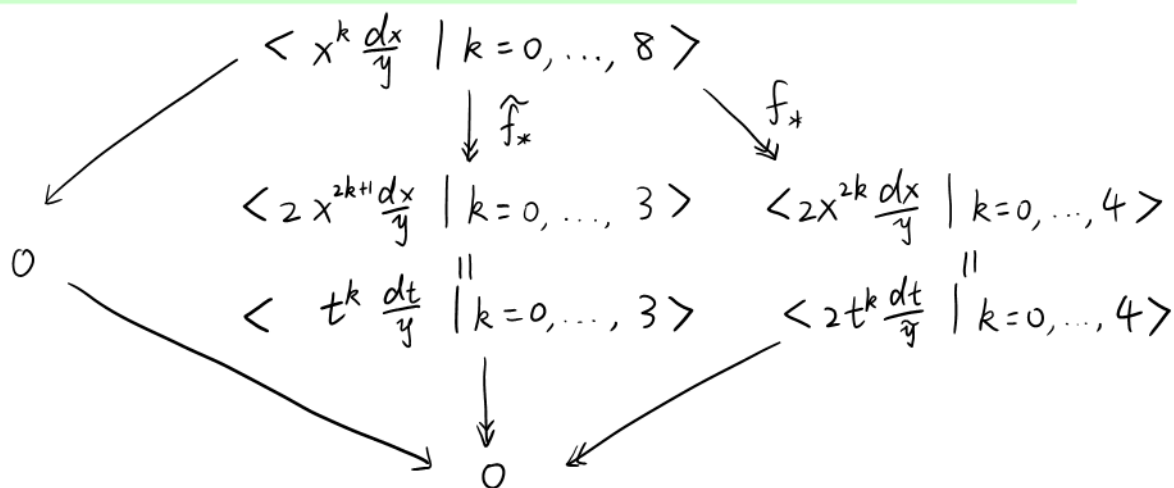 < x^k dx/y | k = 0, ..., 8 >
f̃_* f_*
< 2 x^{2k+1} dx/y | k = 0, ..., 3 > < 2x^{2k} dx/y | k = 0, ..., 4 >
0 || ||
< t^k dt/y | k = 0, ..., 3 > < 2t^k dt/ỹ | k = 0, ..., 4 >
0